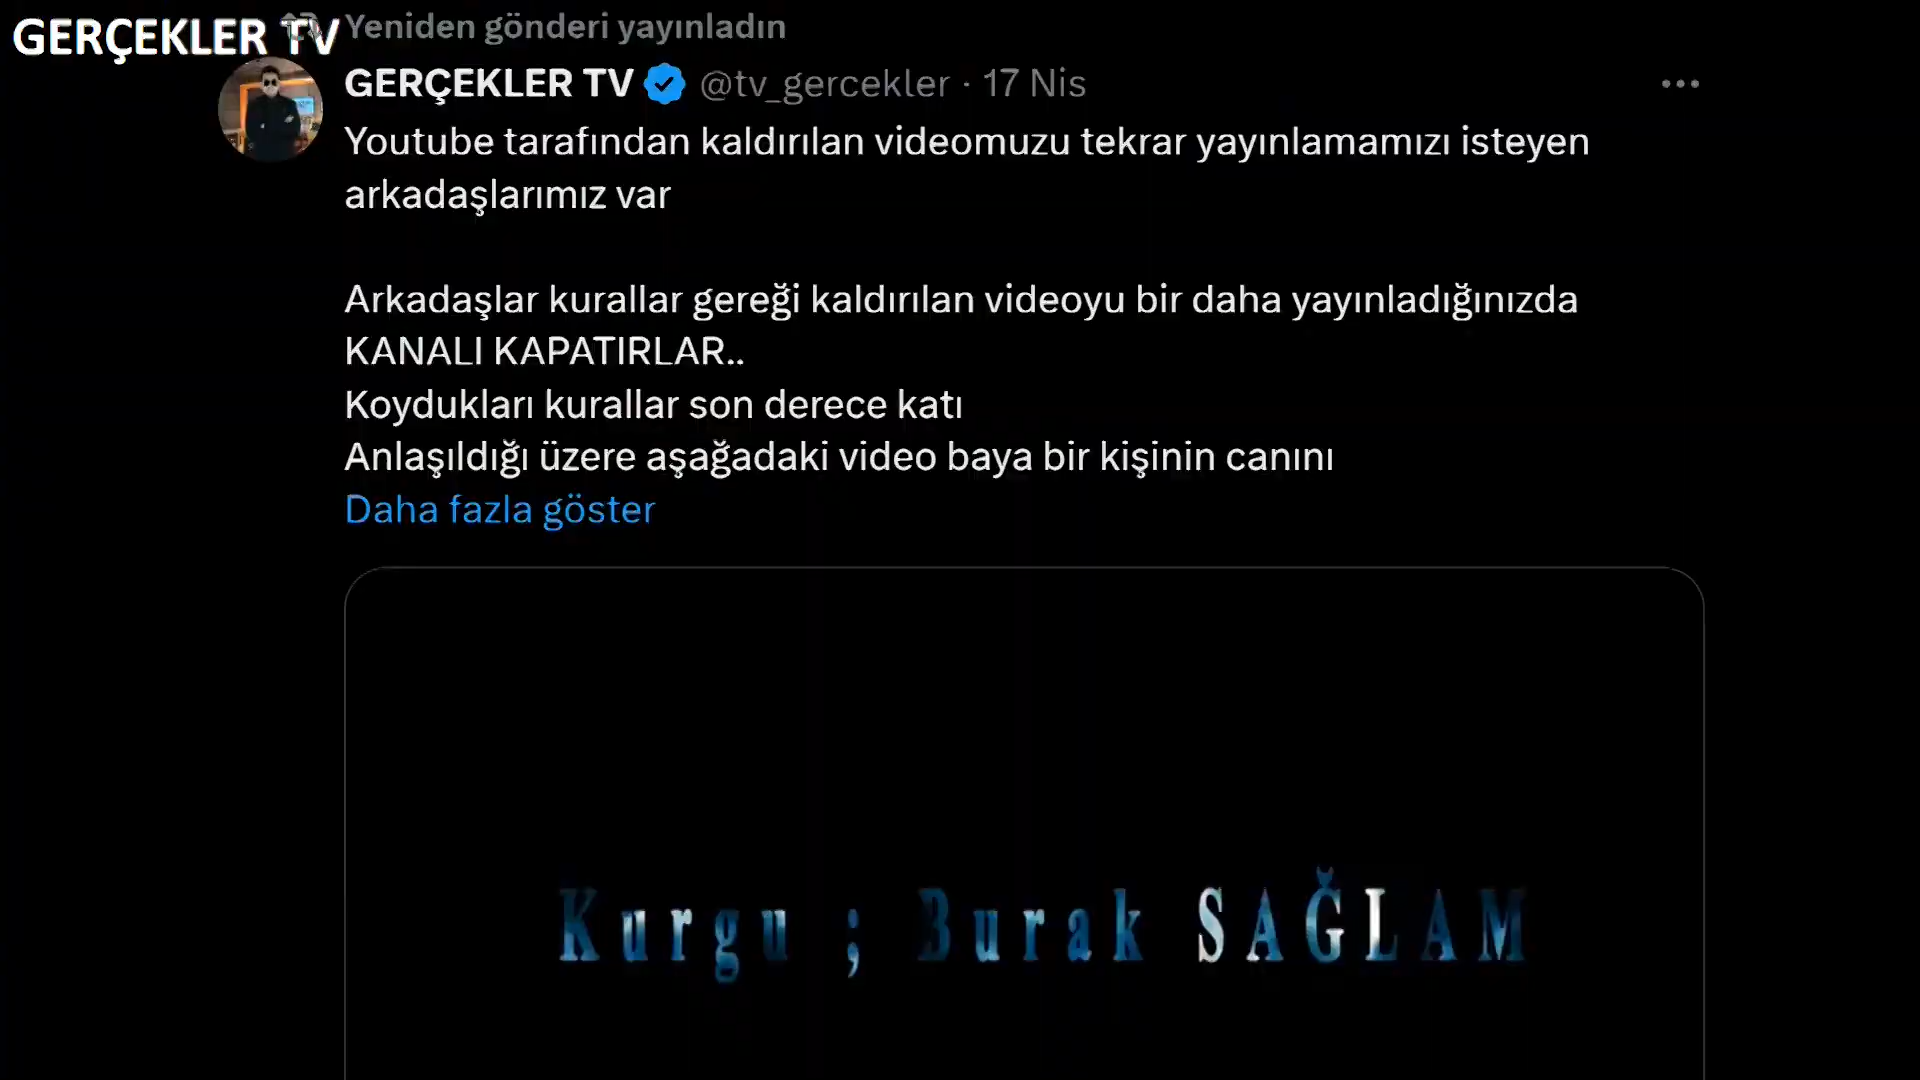 GERÇEKLER TV
Yeniden gönderi yayınladın
GERÇEKLER TV @tv_gercekler · 17 Nis
Youtube tarafından kaldırılan videomuzu tekrar yayınlamamızı isteyen
arkadaşlarımız var
Arkadaşlar kurallar gereği kaldırılan videoyu bir daha yayınladığınızda
KANALI KAPATIRLAR..
Koydukları kurallar son derece katı
Anlaşıldığı üzere aşağadaki video baya bir kişinin canını
Daha fazla göster
Kurgu ; Burak SAĞLAM